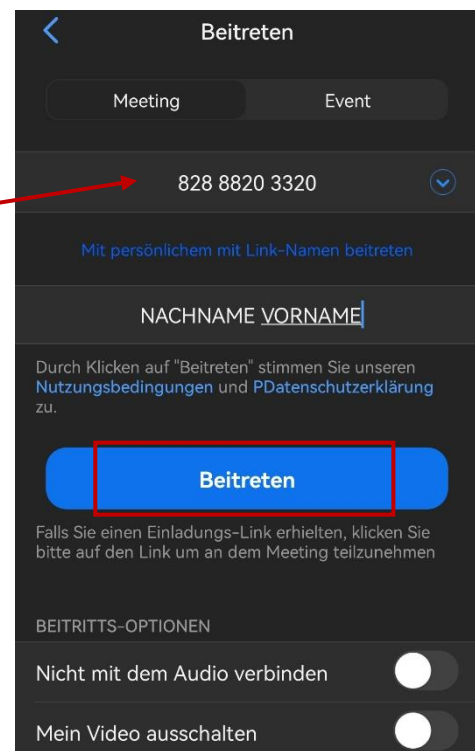 Beitreten
Meeting Event
828 8820 3320
Mit persönlichem mit Link-Namen beitreten
NACHNAME VORNAME
Durch Klicken auf "Beitreten" stimmen Sie unseren
Nutzungsbedingungen und PDatenschutzerklärung
zu.
Beitreten
Falls Sie einen Einladungs-Link erhielten, klicken Sie
bitte auf den Link um an dem Meeting teilzunehmen
BEITRITTS-OPTIONEN
Nicht mit dem Audio verbinden
Mein Video ausschalten